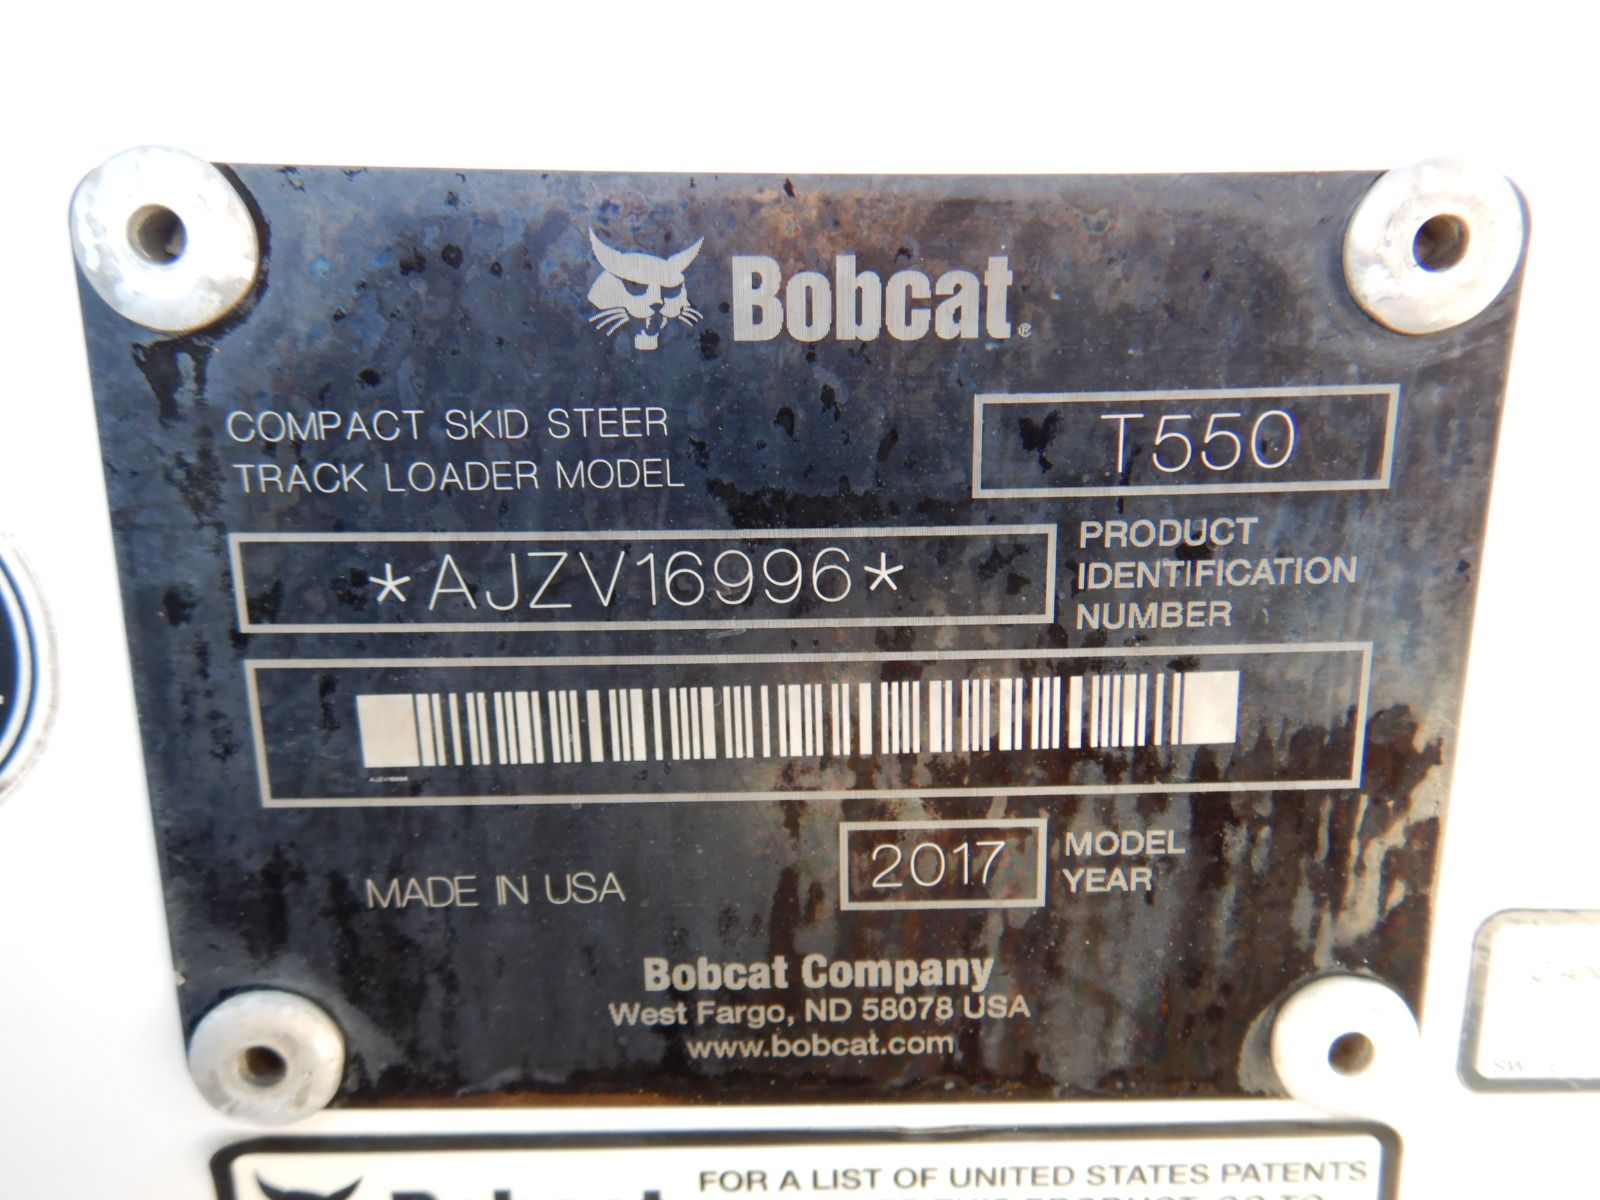 Bobcat®
COMPACT SKID STEER
TRACK LOADER MODEL
T550
*AJZV16996*
PRODUCT
IDENTIFICATION
NUMBER
AJZV16996
MADE IN USA
2017
MODEL
YEAR
Bobcat Company
West Fargo, ND 58078 USA
www.bobcat.com
FOR A LIST OF UNITED STATES PATENTS